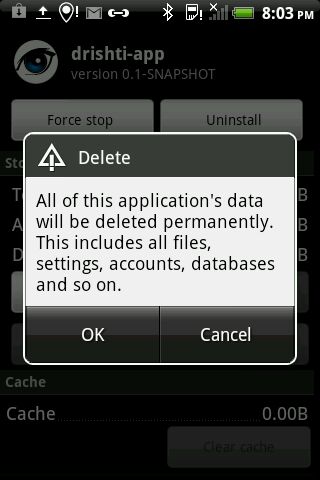 8:03 PM
drishti-app
version 0.1-SNAPSHOT
Force stop
Uninstall
Sto
To B
A B
D B
Delete
All of this application's data
will be deleted permanently.
This includes all files,
settings, accounts, databases
and so on.
OK
Cancel
Cache
Cache 0.00B
Clear cache